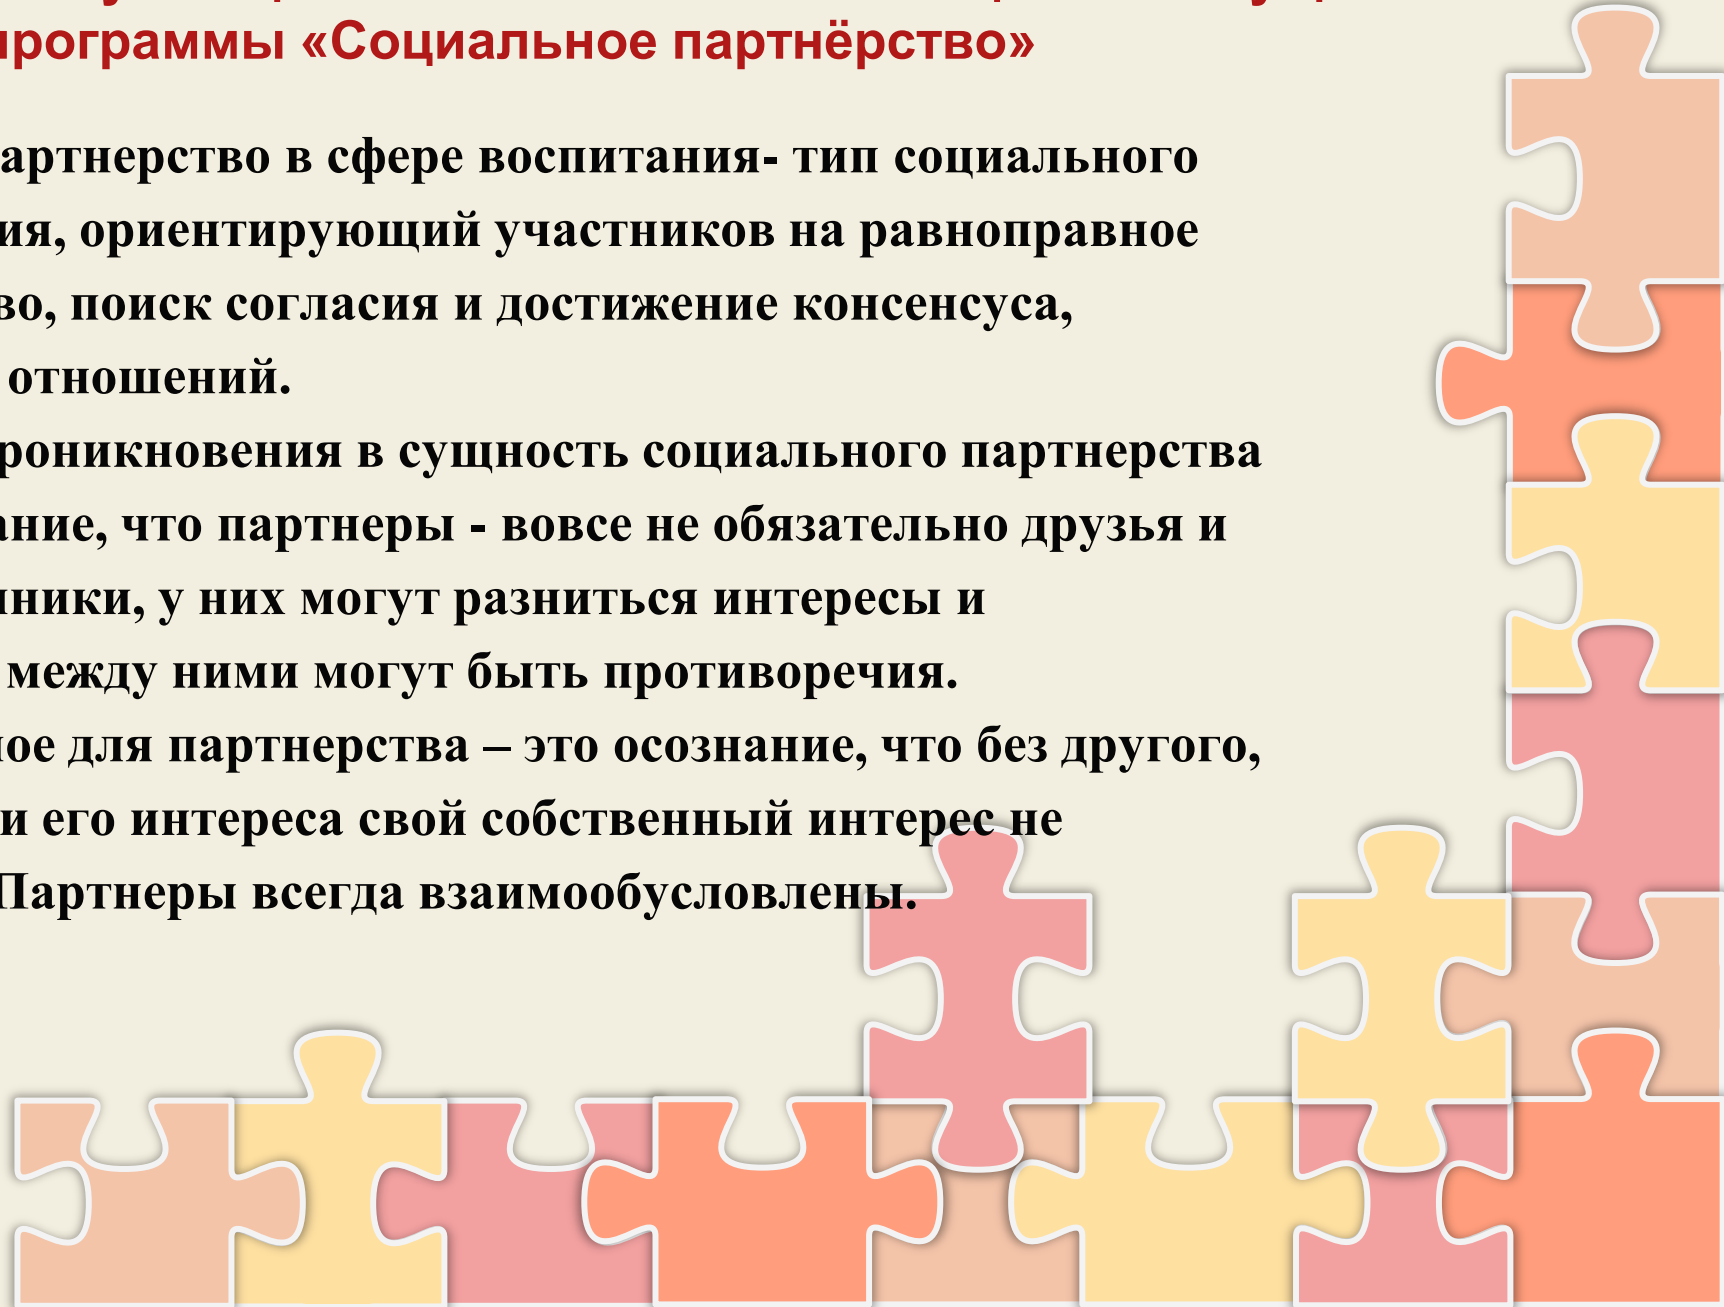 программы «Социальное партнёрство»
артнерство в сфере воспитания- тип социального
ия, ориентирующий участников на равноправное
во, поиск согласия и достижение консенсуса,
отношений.
роникновения в сущность социального партнерства
ание, что партнеры - вовсе не обязательно друзья и
ники, у них могут разниться интересы и
между ними могут быть противоречия.
ое для партнерства – это осознание, что без другого,
и его интереса свой собственный интерес не
Партнеры всегда взаимообусловлены.